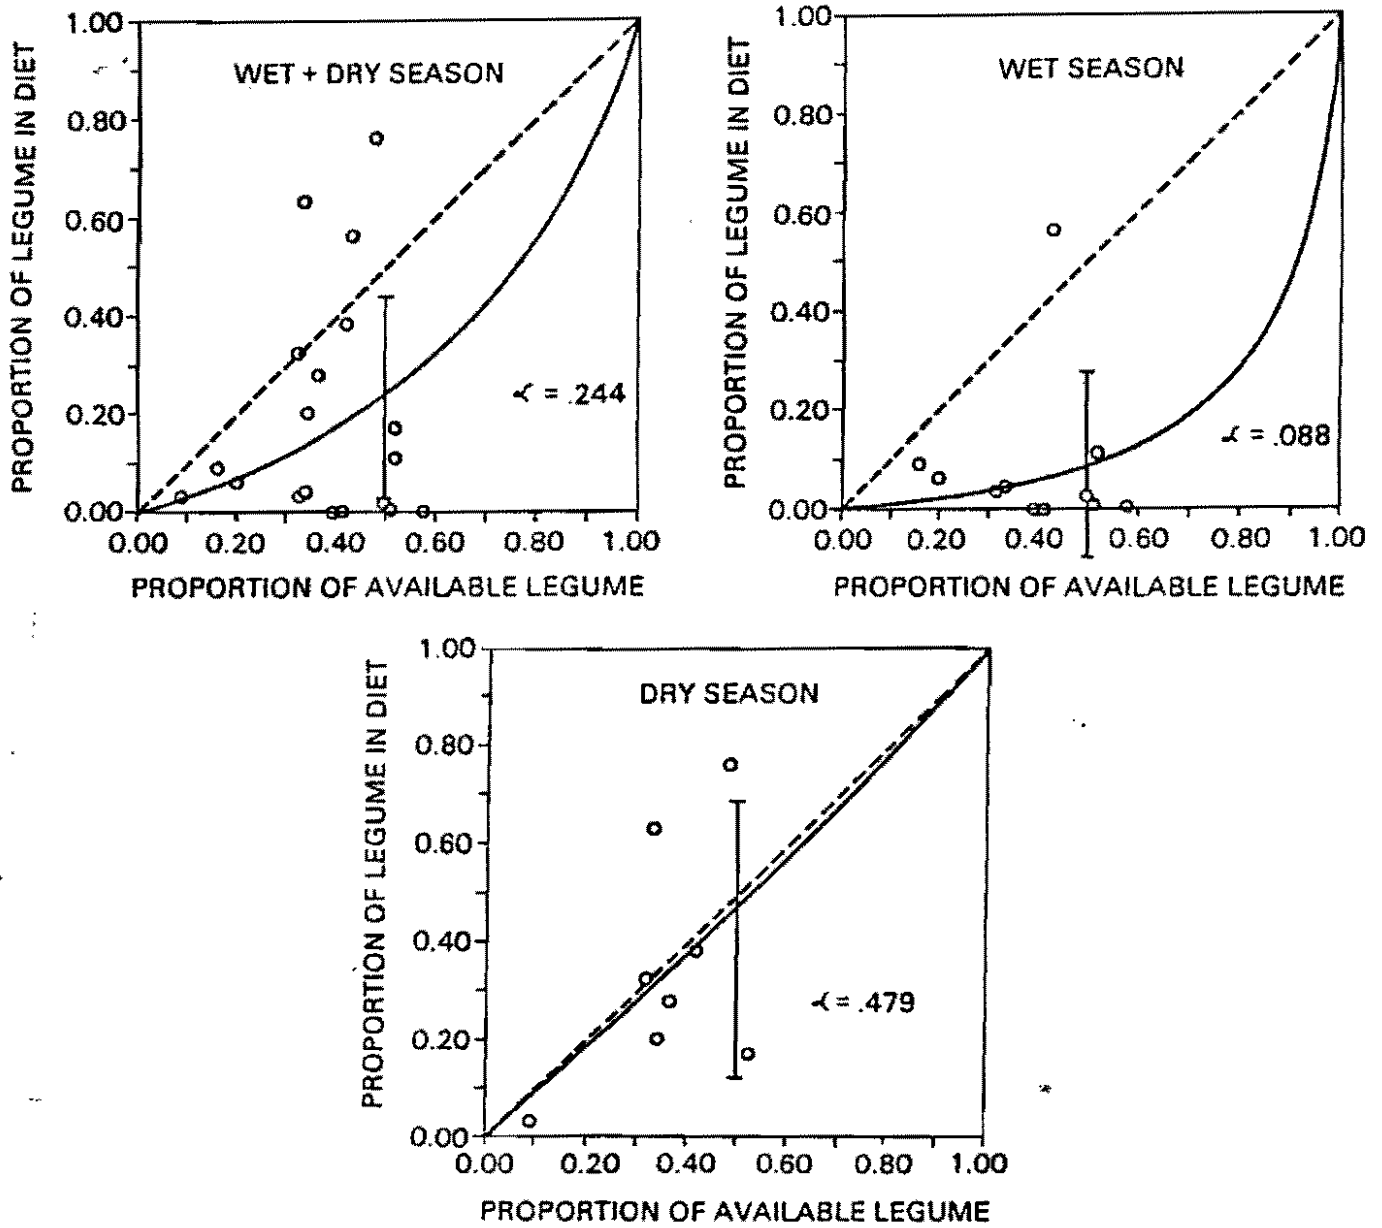 PROPORTION OF LEGUME IN DIET
1.00
0.80
0.60
0.40
0.20
0.00
WET + DRY SEASON
∝ = .244
0.00 0.20 0.40 0.60 0.80 1.00
PROPORTION OF AVAILABLE LEGUME
PROPORTION OF LEGUME IN DIET
1.00
0.80
0.60
0.40
0.20
0.00
WET SEASON
∝ = .088
0.00 0.20 0.40 0.60 0.80 1.00
PROPORTION OF AVAILABLE LEGUME
PROPORTION OF LEGUME IN DIET
1.00
0.80
0.60
0.40
0.20
0.00
DRY SEASON
∝ = .479
0.00 0.20 0.40 0.60 0.80 1.00
PROPORTION OF AVAILABLE LEGUME